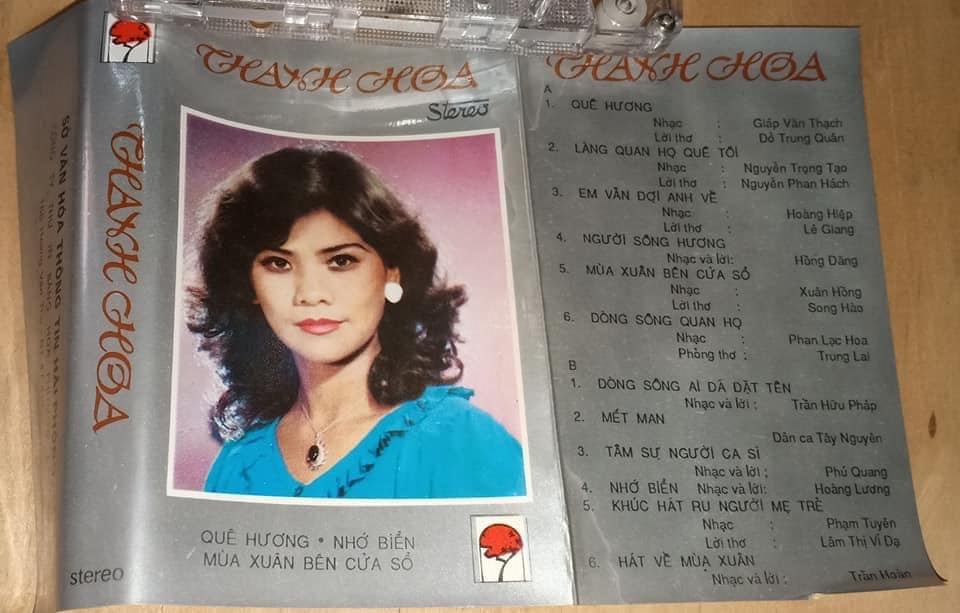 THANH HOA
SỞ VĂN HÓA THÔNG TIN HẢI PHÒNG
stereo
THANH HOA
Stereo
QUÊ HƯƠNG • NHỚ BIỂN
MÙA XUÂN BÊN CỬA SỔ
THANH HOA
A
1. QUÊ HƯƠNG
Nhạc : Giáp Văn Thạch
Lời thơ : Đỗ Trung Quân
2. LÀNG QUAN HỌ QUÊ TÔI
Nhạc : Nguyễn Trọng Tạo
Lời thơ : Nguyễn Phan Hách
3. EM VẪN ĐỢI ANH VỀ
Nhạc : Hoàng Hiệp
Lời thơ : Lê Giang
4. NGƯỜI SÔNG HƯƠNG
Nhạc và lời : Hồng Đăng
5. MÙA XUÂN BÊN CỬA SỔ
Nhạc : Xuân Hồng
Lời thơ : Song Hào
6. DÒNG SÔNG QUAN HỌ
Nhạc : Phan Lạc Hoa
Phỏng thơ : Trung Lai
B
1. DÒNG SÔNG AI ĐÃ ĐẶT TÊN
Nhạc và lời : Trần Hữu Pháp
2. MÉT MAN
Dân ca Tây Nguyên
3. TÂM SỰ NGƯỜI CA SĨ
Nhạc và lời : Phú Quang
4. NHỚ BIỂN Nhạc và lời: Hoàng Lương
5. KHÚC HÁT RU NGƯỜI MẸ TRẺ
Nhạc : Phạm Tuyên
Lời thơ : Lâm Thị Vĩ Dạ
6. HÁT VỀ MÙA XUÂN
Nhạc và lời : Trần Hoàn